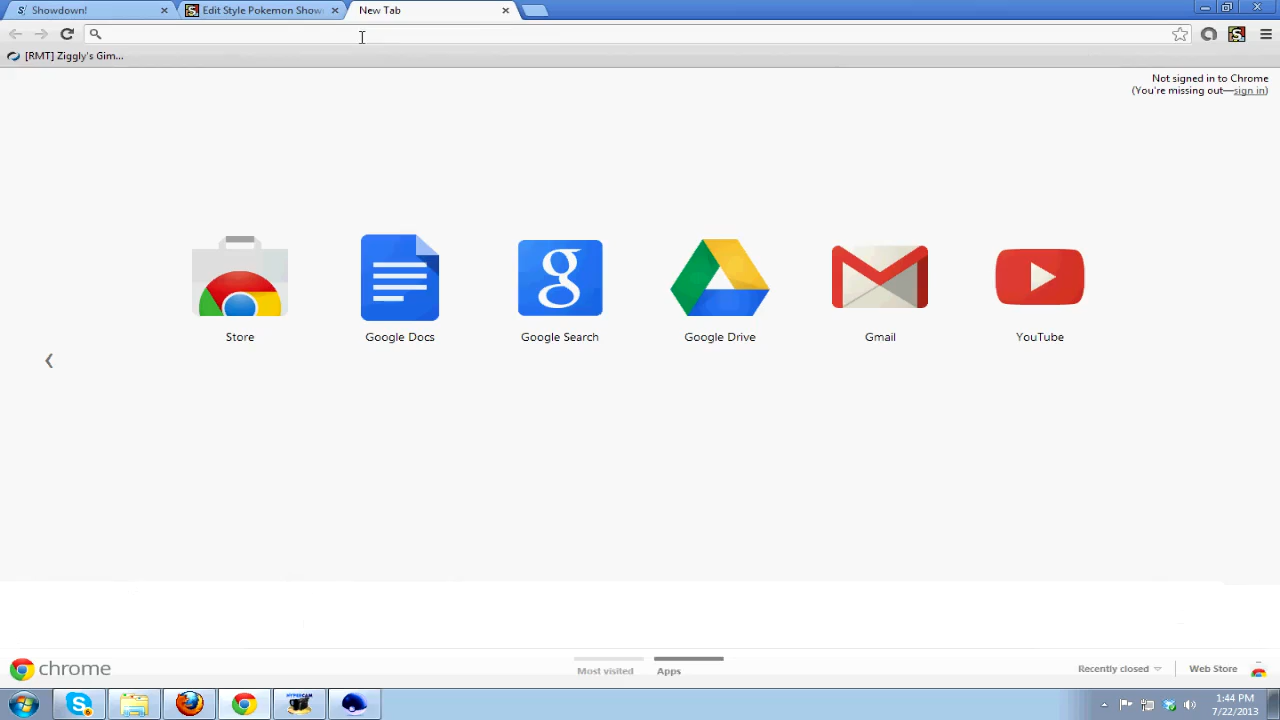 Showdown!
Edit Style Pokemon Show
New Tab
[RMT] Ziggly's Gim...
Not signed in to Chrome
(You're missing out—sign in)
Store
Google Docs
Google Search
Google Drive
Gmail
YouTube
chrome
Most visited
Apps
Recently closed
Web Store
HYPERCAM
1:44 PM
7/22/2013